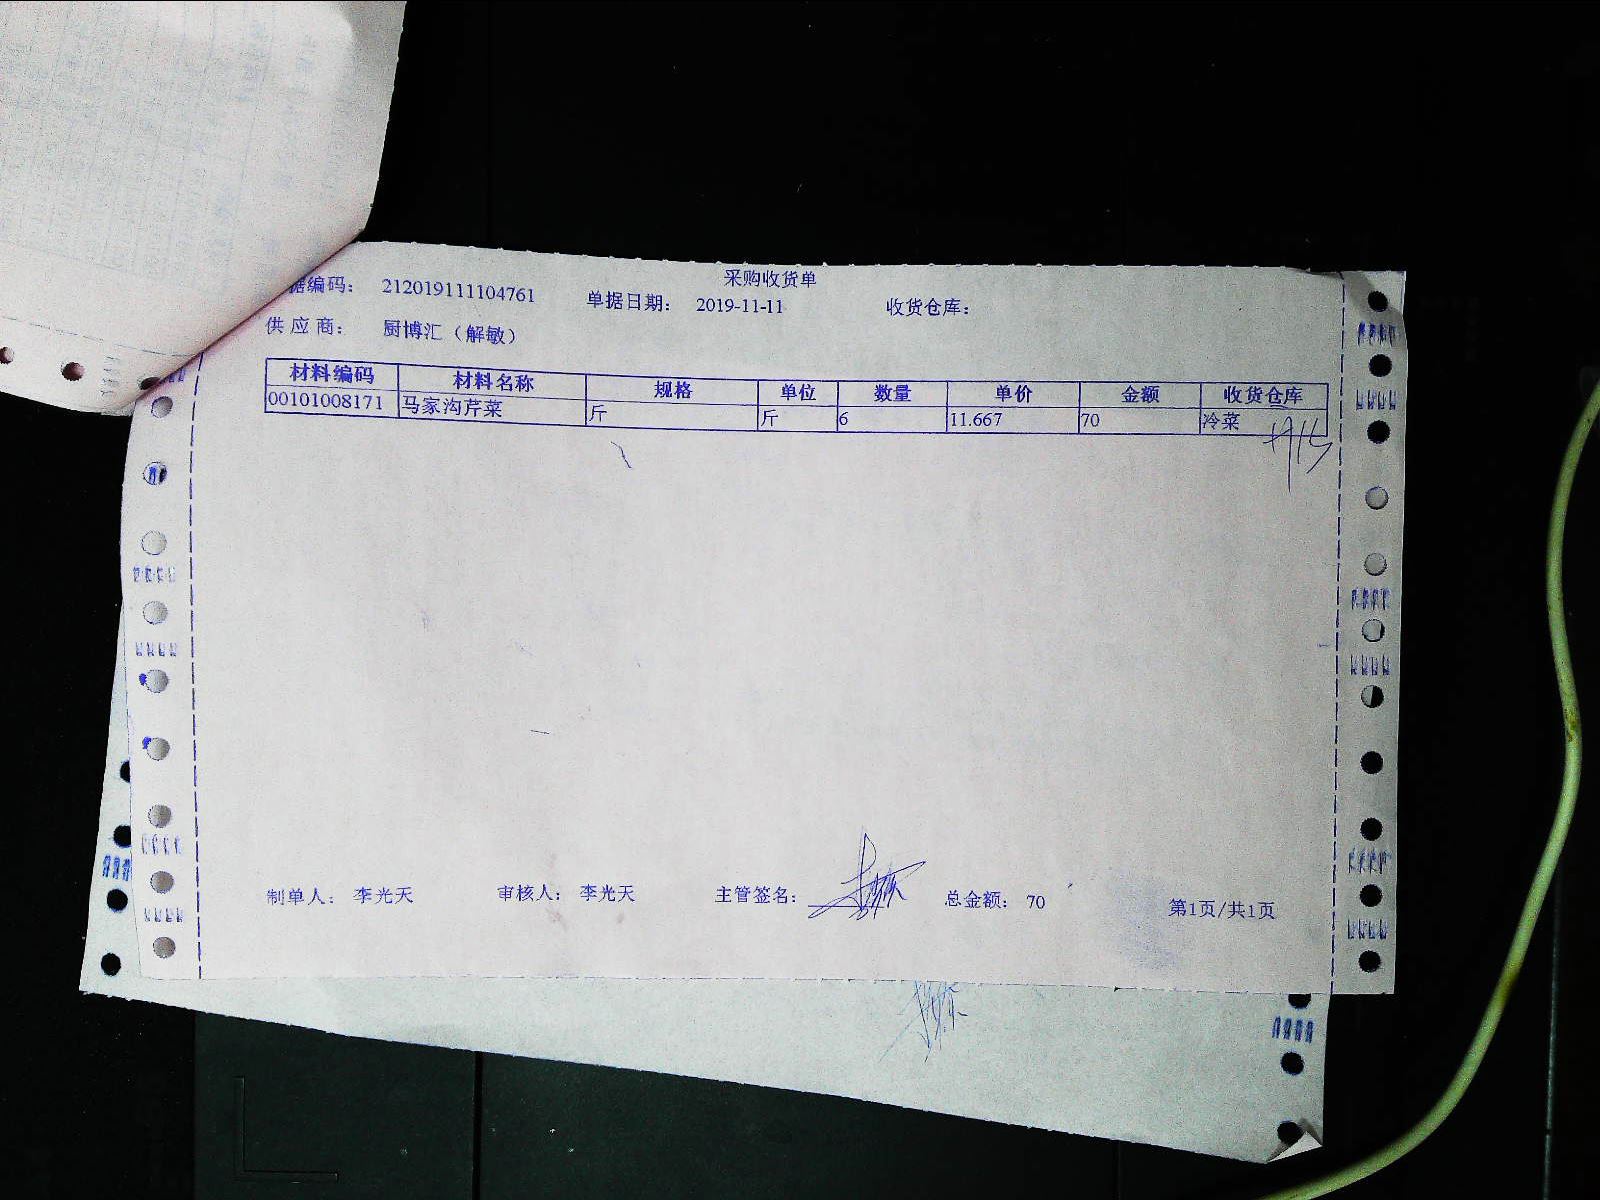 采购收货单
据编码： 212019111104761 单据日期： 2019-11-11 收货仓库：
供应商： 厨博汇（解敏）
材料编码 材料名称 规格 单位 数量 单价 金额 收货仓库
00101008171 马家沟芹菜 斤 斤 6 11.667 70 冷菜
制单人： 李光天 审核人： 李光天 主管签名： 总金额： 70 第1页/共1页